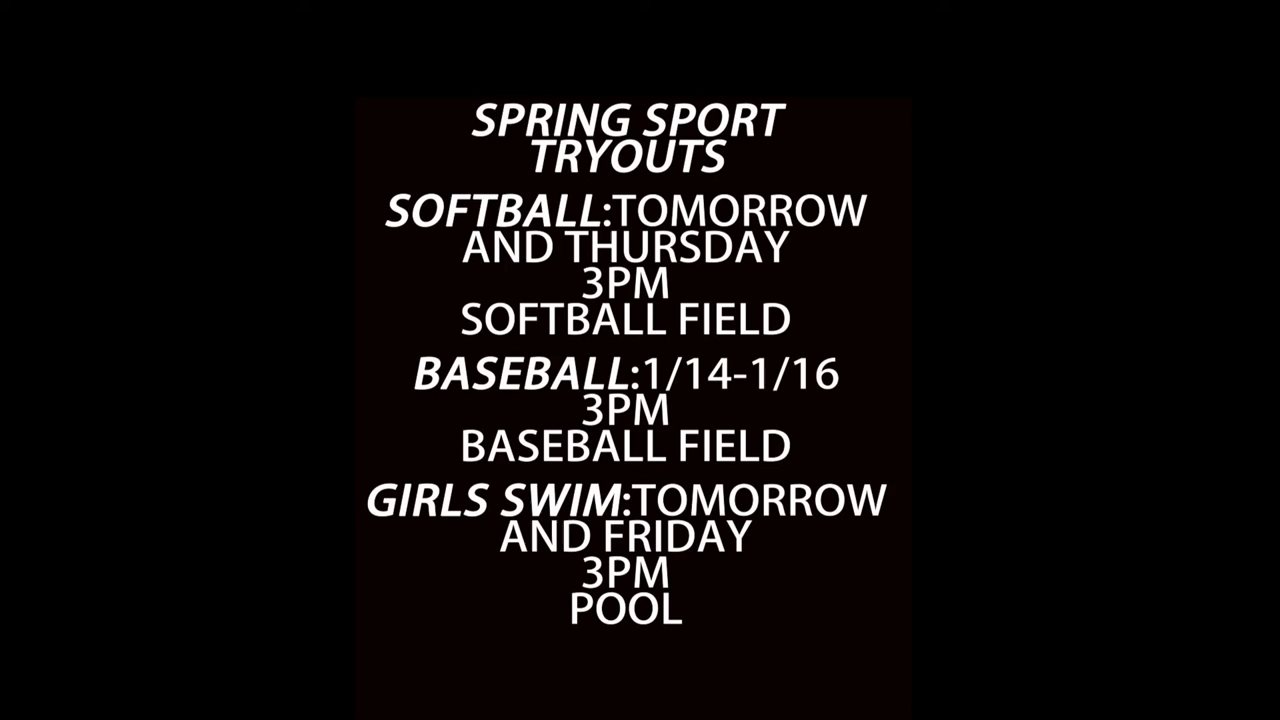 SPRING SPORT
TRYOUTS
SOFTBALL:TOMORROW
AND THURSDAY
3PM
SOFTBALL FIELD
BASEBALL:1/14-1/16
3PM
BASEBALL FIELD
GIRLS SWIM:TOMORROW
AND FRIDAY
3PM
POOL